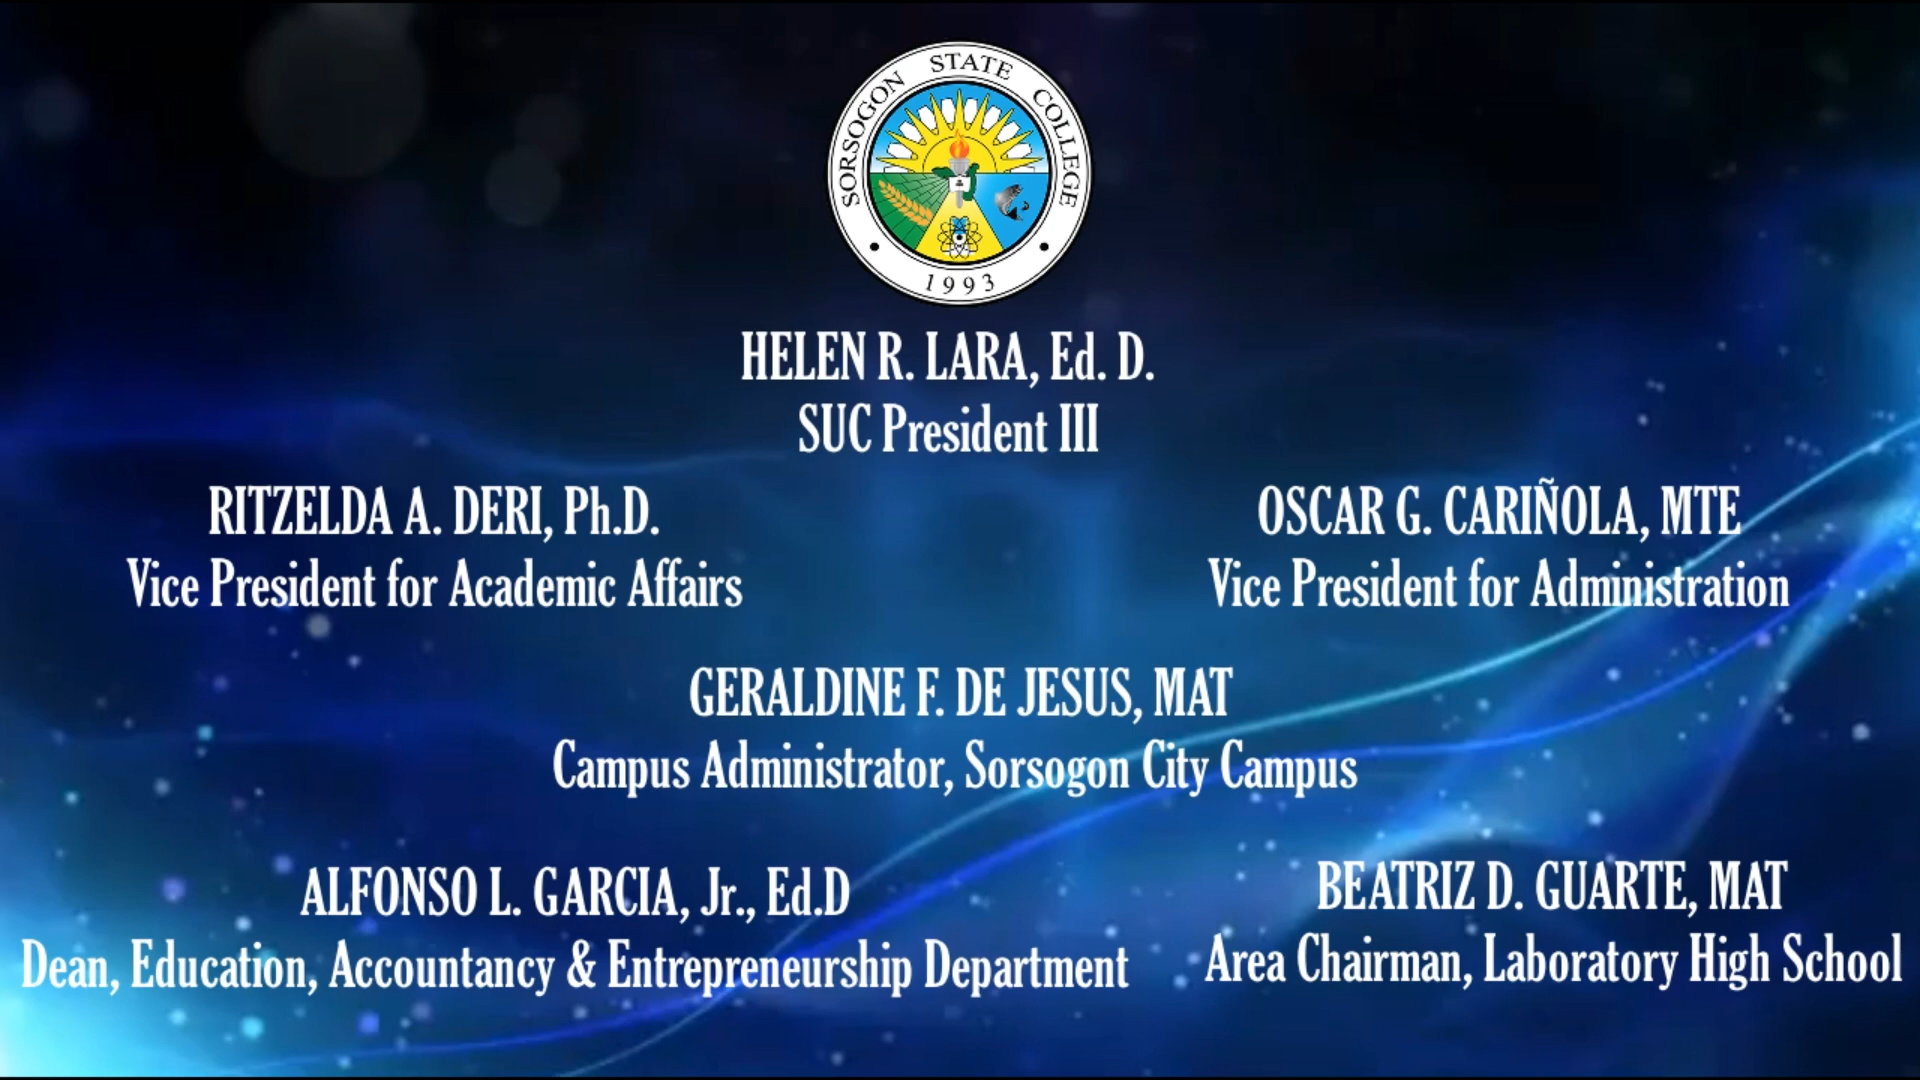 SORSOGON STATE COLLEGE
1993
HELEN R. LARA, Ed. D.
SUC President III
RITZELDA A. DERI, Ph.D.
Vice President for Academic Affairs
OSCAR G. CARIÑOLA, MTE
Vice President for Administration
GERALDINE F. DE JESUS, MAT
Campus Administrator, Sorsogon City Campus
ALFONSO L. GARCIA, Jr., Ed.D
Dean, Education, Accountancy & Entrepreneurship Department
BEATRIZ D. GUARTE, MAT
Area Chairman, Laboratory High School